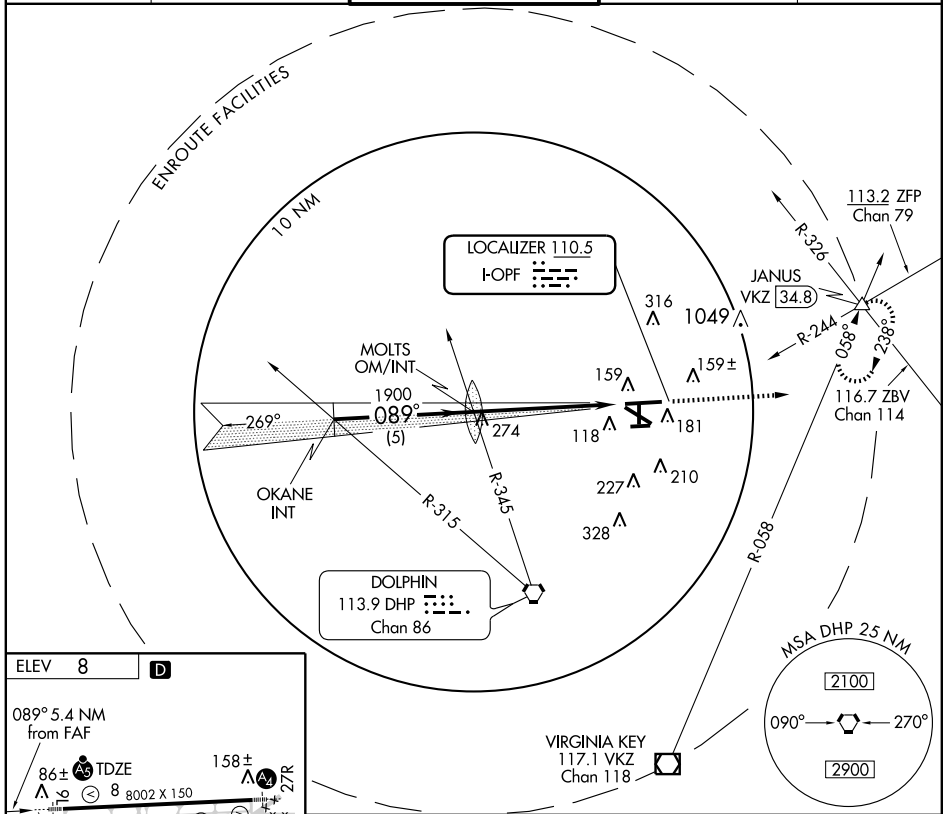 ENROUTE FACILITIES
10 NM
113.2 ZFP
Chan 79
R-326
LOCALIZER 110.5
I-OPF
JANUS
VKZ 34.8
R-244
058°
238°
116.7 ZBV
Chan 114
316
1049
159±
159
MOLTS
OM/INT
1900
089°
(5)
269°
274
118
181
210
227
328
OKANE
INT
R-315
R-345
R-058
DOLPHIN
113.9 DHP
Chan 86
MSA DHP 25 NM
2100
090°
270°
2900
VIRGINIA KEY
117.1 VKZ
Chan 118
ELEV 8
D
089° 5.4 NM
from FAF
86±
A5
TDZE
8
158±
A4
27R
9L
8002 X 150